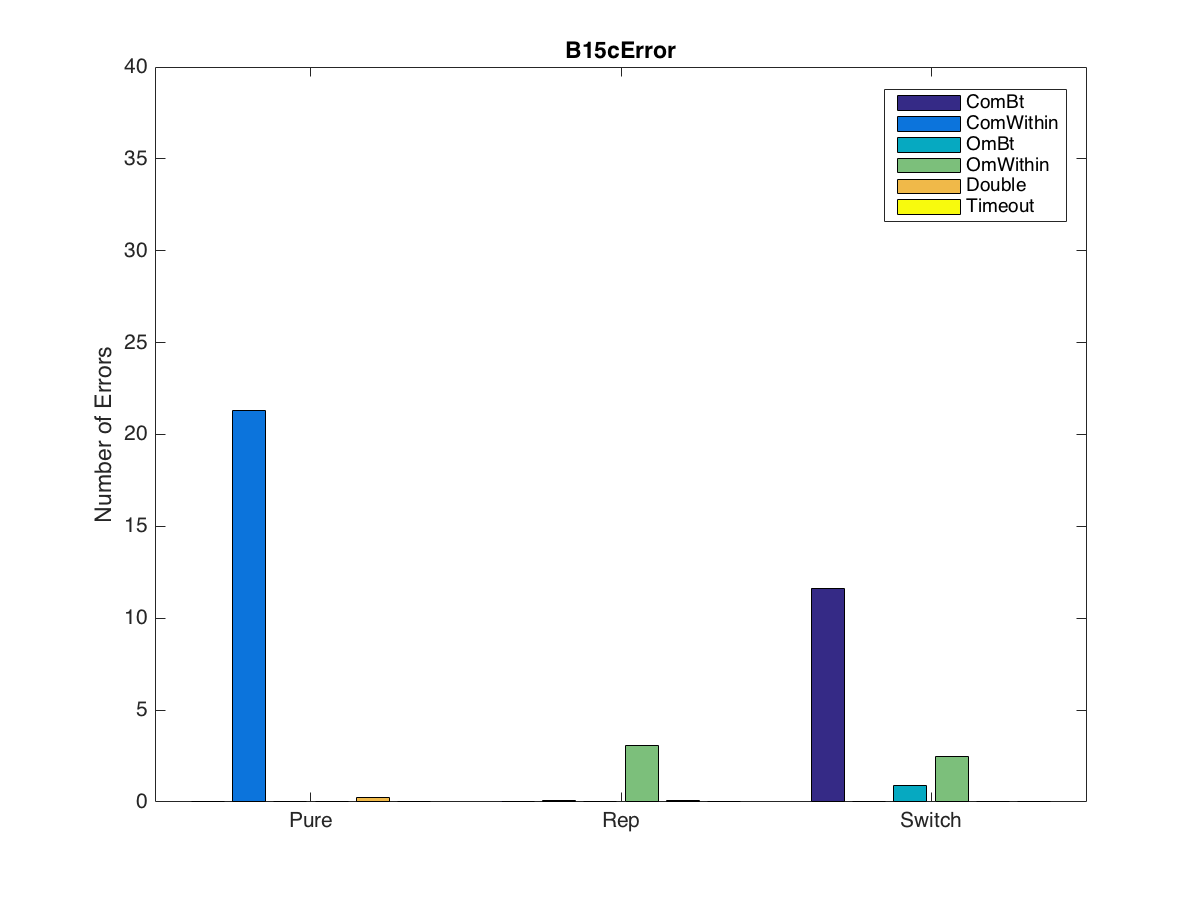 B15cError
40
35
30
25
20
15
10
5
0
Number of Errors
ComBt
ComWithin
OmBt
OmWithin
Double
Timeout
Pure
Rep
Switch